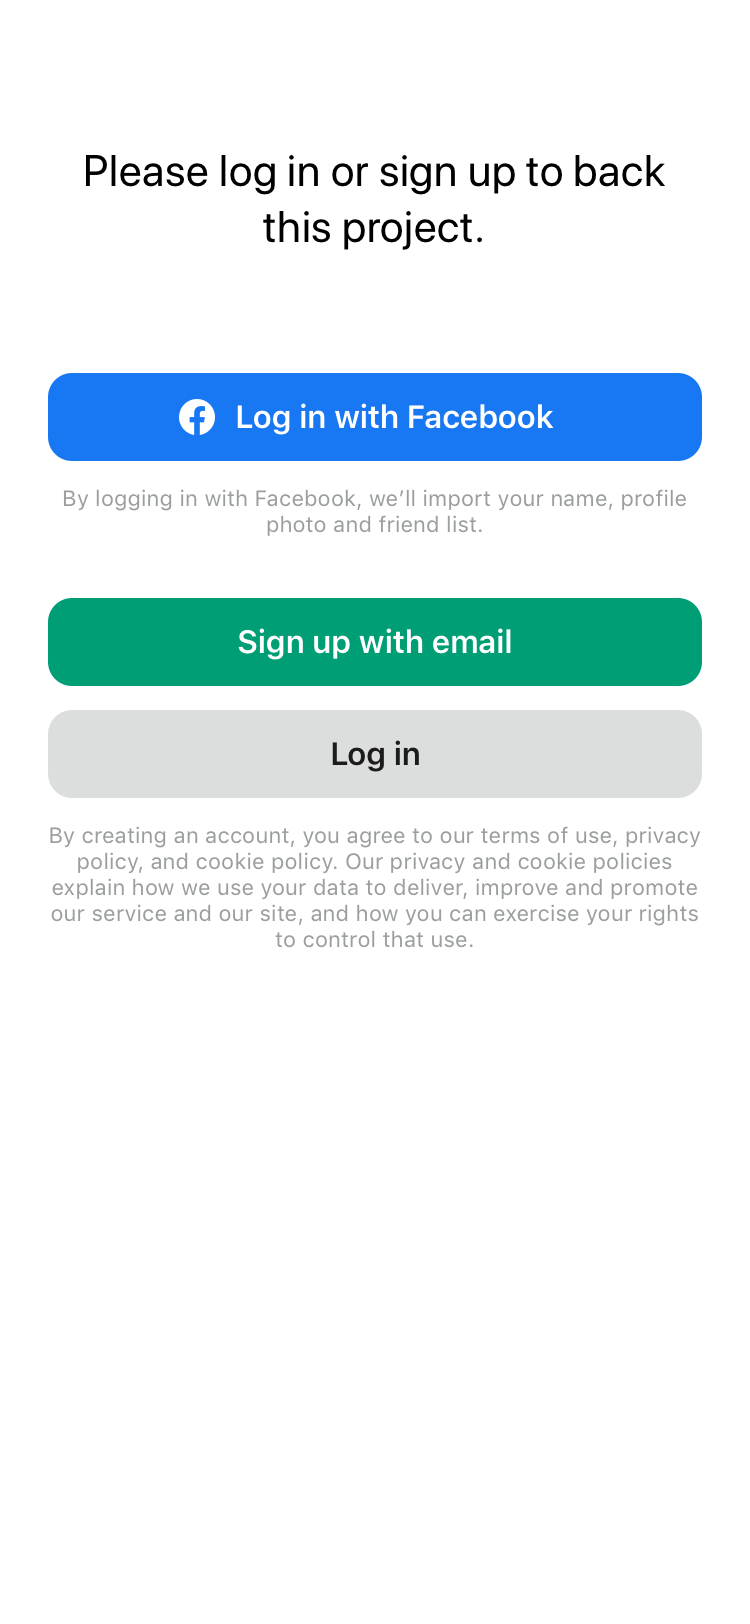 Please log in or sign up to back
this project.
Log in with Facebook
By logging in with Facebook, we’ll import your name, profile
photo and friend list.
Sign up with email
Log in
By creating an account, you agree to our terms of use, privacy
policy, and cookie policy. Our privacy and cookie policies
explain how we use your data to deliver, improve and promote
our service and our site, and how you can exercise your rights
to control that use.